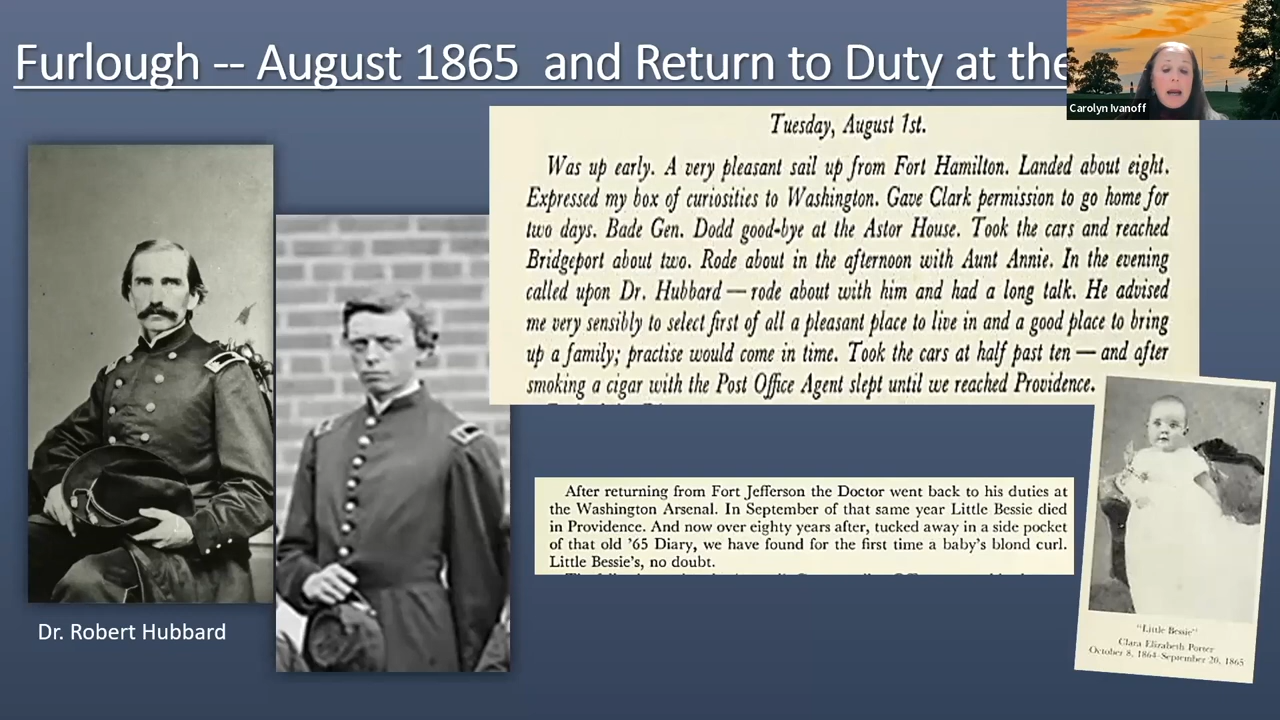 Furlough -- August 1865 and Return to Duty at the
Carolyn Ivanoff
Tuesday, August 1st.
Was up early. A very pleasant sail up from Fort Hamilton. Landed about eight.
Expressed my box of curiosities to Washington. Gave Clark permission to go home for
two days. Bade Gen. Dodd good-bye at the Astor House. Took the cars and reached
Bridgeport about two. Rode about in the afternoon with Aunt Annie. In the evening
called upon Dr. Hubbard — rode about with him and had a long talk. He advised
me very sensibly to select first of all a pleasant place to live in and a good place to bring
up a family; practise would come in time. Took the cars at half past ten — and after
smoking a cigar with the Post Office Agent slept until we reached Providence.
After returning from Fort Jefferson the Doctor went back to his duties at
the Washington Arsenal. In September of that same year Little Bessie died
in Providence. And now over eighty years after, tucked away in a side pocket
of that old '65 Diary, we have found for the first time a baby's blond curl.
Little Bessie's, no doubt.
Dr. Robert Hubbard
"Little Bessie"
Clara Elizabeth Porter
October 8, 1864-September 20, 1865